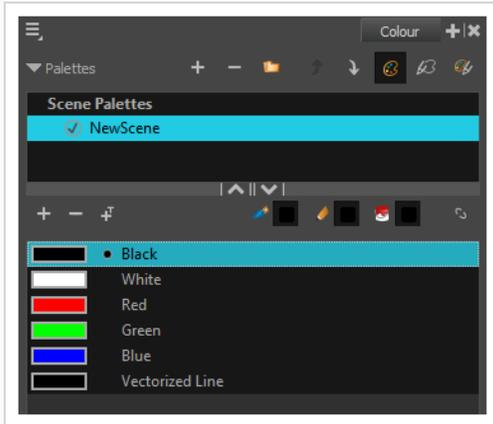 Colour
Palettes
Scene Palettes
NewScene
Black
White
Red
Green
Blue
Vectorized Line